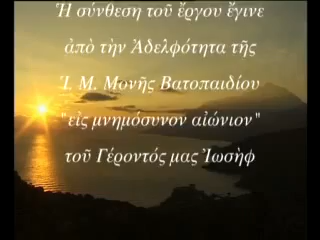 Ἡ σύνθεση τοῦ ἔργου ἔγινε
ἀπὸ τὴν Ἀδελφότητα τῆς
Ἱ. Μ. Μονῆς Βατοπαιδίου
"εἰς μνημόσυνον αἰώνιον"
τοῦ Γέροντός μας Ἰωσὴφ